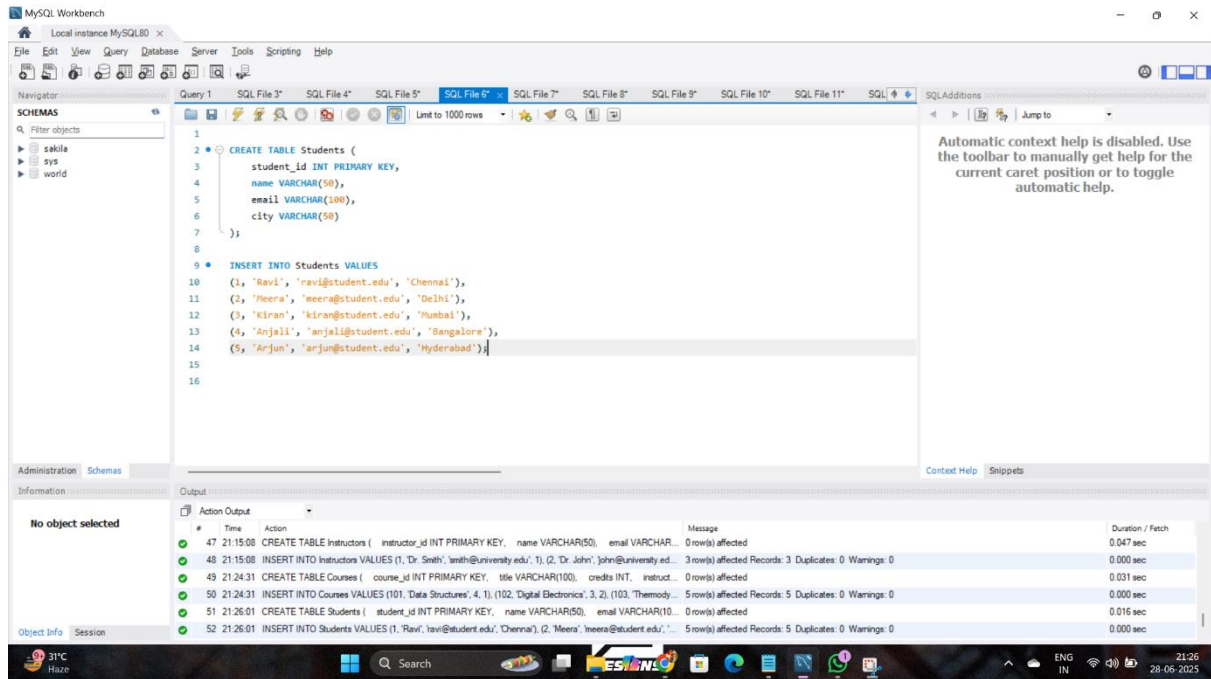 MySQL Workbench
Local instance MySQL80
File Edit View Query Database Server Tools Scripting Help
Navigator
SCHEMAS
Filter objects
sakila
sys
world
Administration Schemas
Information
No object selected
Object Info Session
Query 1 SQL File 3* SQL File 4* SQL File 5* SQL File 6* SQL File 7* SQL File 8* SQL File 9* SQL File 10* SQL File 11* SQL
Limit to 1000 rows
1
2 CREATE TABLE Students (
3 student_id INT PRIMARY KEY,
4 name VARCHAR(50),
5 email VARCHAR(100),
6 city VARCHAR(50)
7 );
8
9 INSERT INTO Students VALUES
10 (1, 'Ravi', 'ravi@student.edu', 'Chennai'),
11 (2, 'Meera', 'meera@student.edu', 'Delhi'),
12 (3, 'Kiran', 'kiran@student.edu', 'Mumbai'),
13 (4, 'Anjali', 'anjali@student.edu', 'Bangalore'),
14 (5, 'Arjun', 'arjun@student.edu', 'Hyderabad');
15
16
SQLAdditions
Jump to
Automatic context help is disabled. Use
the toolbar to manually get help for the
current caret position or to toggle
automatic help.
Context Help Snippets
Output
Action Output
# Time Action Message Duration / Fetch
47 21:15:08 CREATE TABLE Instructors ( instructor_id INT PRIMARY KEY, name VARCHAR(50), email VARCHAR... 0 row(s) affected 0.047 sec
48 21:15:08 INSERT INTO Instructors VALUES (1, 'Dr. Smith', 'smith@university.edu', 1), (2, 'Dr. John', 'john@university.ed... 3 row(s) affected Records: 3 Duplicates: 0 Warnings: 0 0.000 sec
49 21:24:31 CREATE TABLE Courses ( course_id INT PRIMARY KEY, title VARCHAR(100), credits INT, instruct... 0 row(s) affected 0.031 sec
50 21:24:31 INSERT INTO Courses VALUES (101, 'Data Structures', 4, 1), (102, 'Digital Electronics', 3, 2), (103, 'Thermody... 5 row(s) affected Records: 5 Duplicates: 0 Warnings: 0 0.000 sec
51 21:26:01 CREATE TABLE Students ( student_id INT PRIMARY KEY, name VARCHAR(50), email VARCHAR(10... 0 row(s) affected 0.016 sec
52 21:26:01 INSERT INTO Students VALUES (1, 'Ravi', 'ravi@student.edu', 'Chennai'), (2, 'Meera', 'meera@student.edu', '... 5 row(s) affected Records: 5 Duplicates: 0 Warnings: 0 0.000 sec
9+
31°C
Haze
Search
ENG
IN
21:26
28-06-2025